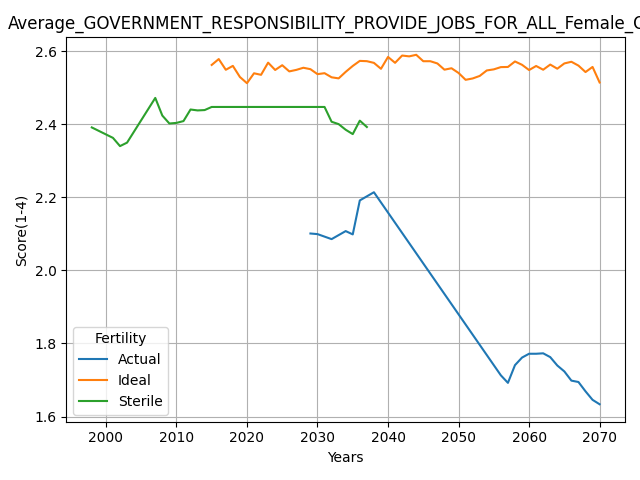 Average_GOVERNMENT_RESPONSIBILITY_PROVIDE_JOBS_FOR_ALL_Female_
2.6
2.4
2.2
2.0
1.8
1.6
Score(1-4)
Fertility
Actual
Ideal
Sterile
2000 2010 2020 2030 2040 2050 2060 2070
Years